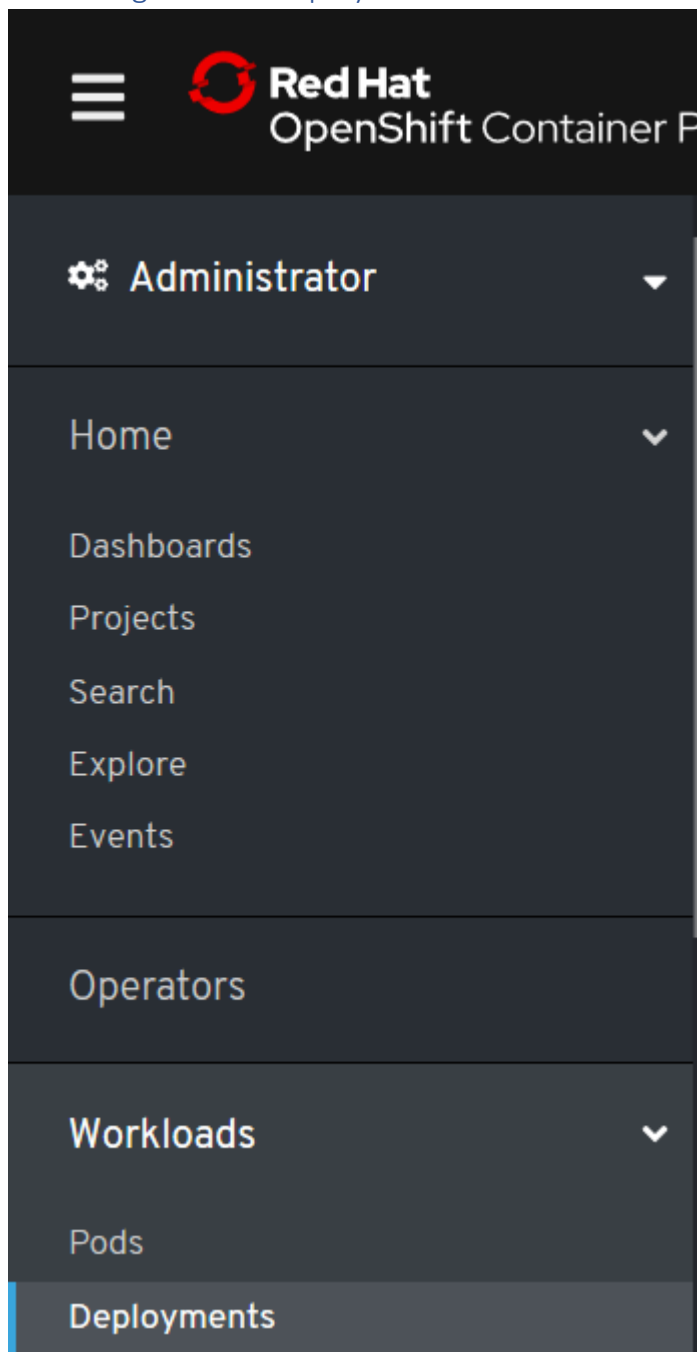 Red Hat
OpenShift Container P
Administrator
Home
Dashboards
Projects
Search
Explore
Events
Operators
Workloads
Pods
Deployments